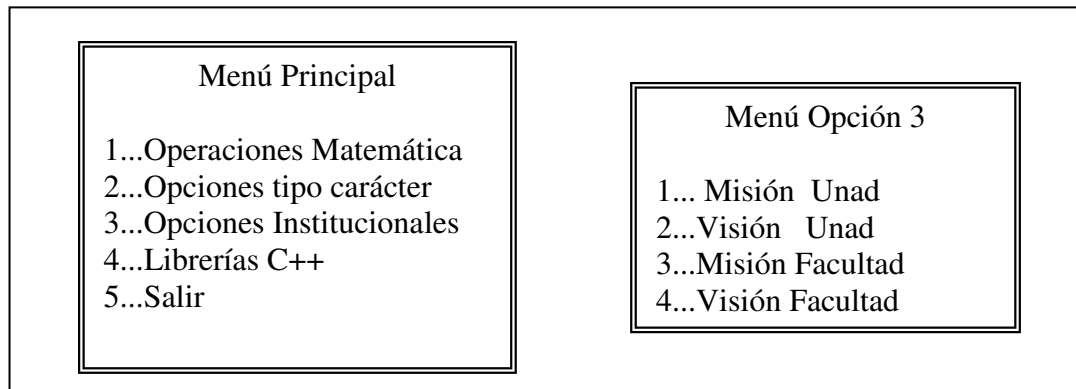 Menú Principal
1...Operaciones Matemática
2...Opciones tipo carácter
3...Opciones Institucionales
4...Librerías C++
5...Salir
Menú Opción 3
1... Misión Unad
2...Visión Unad
3...Misión Facultad
4...Visión Facultad